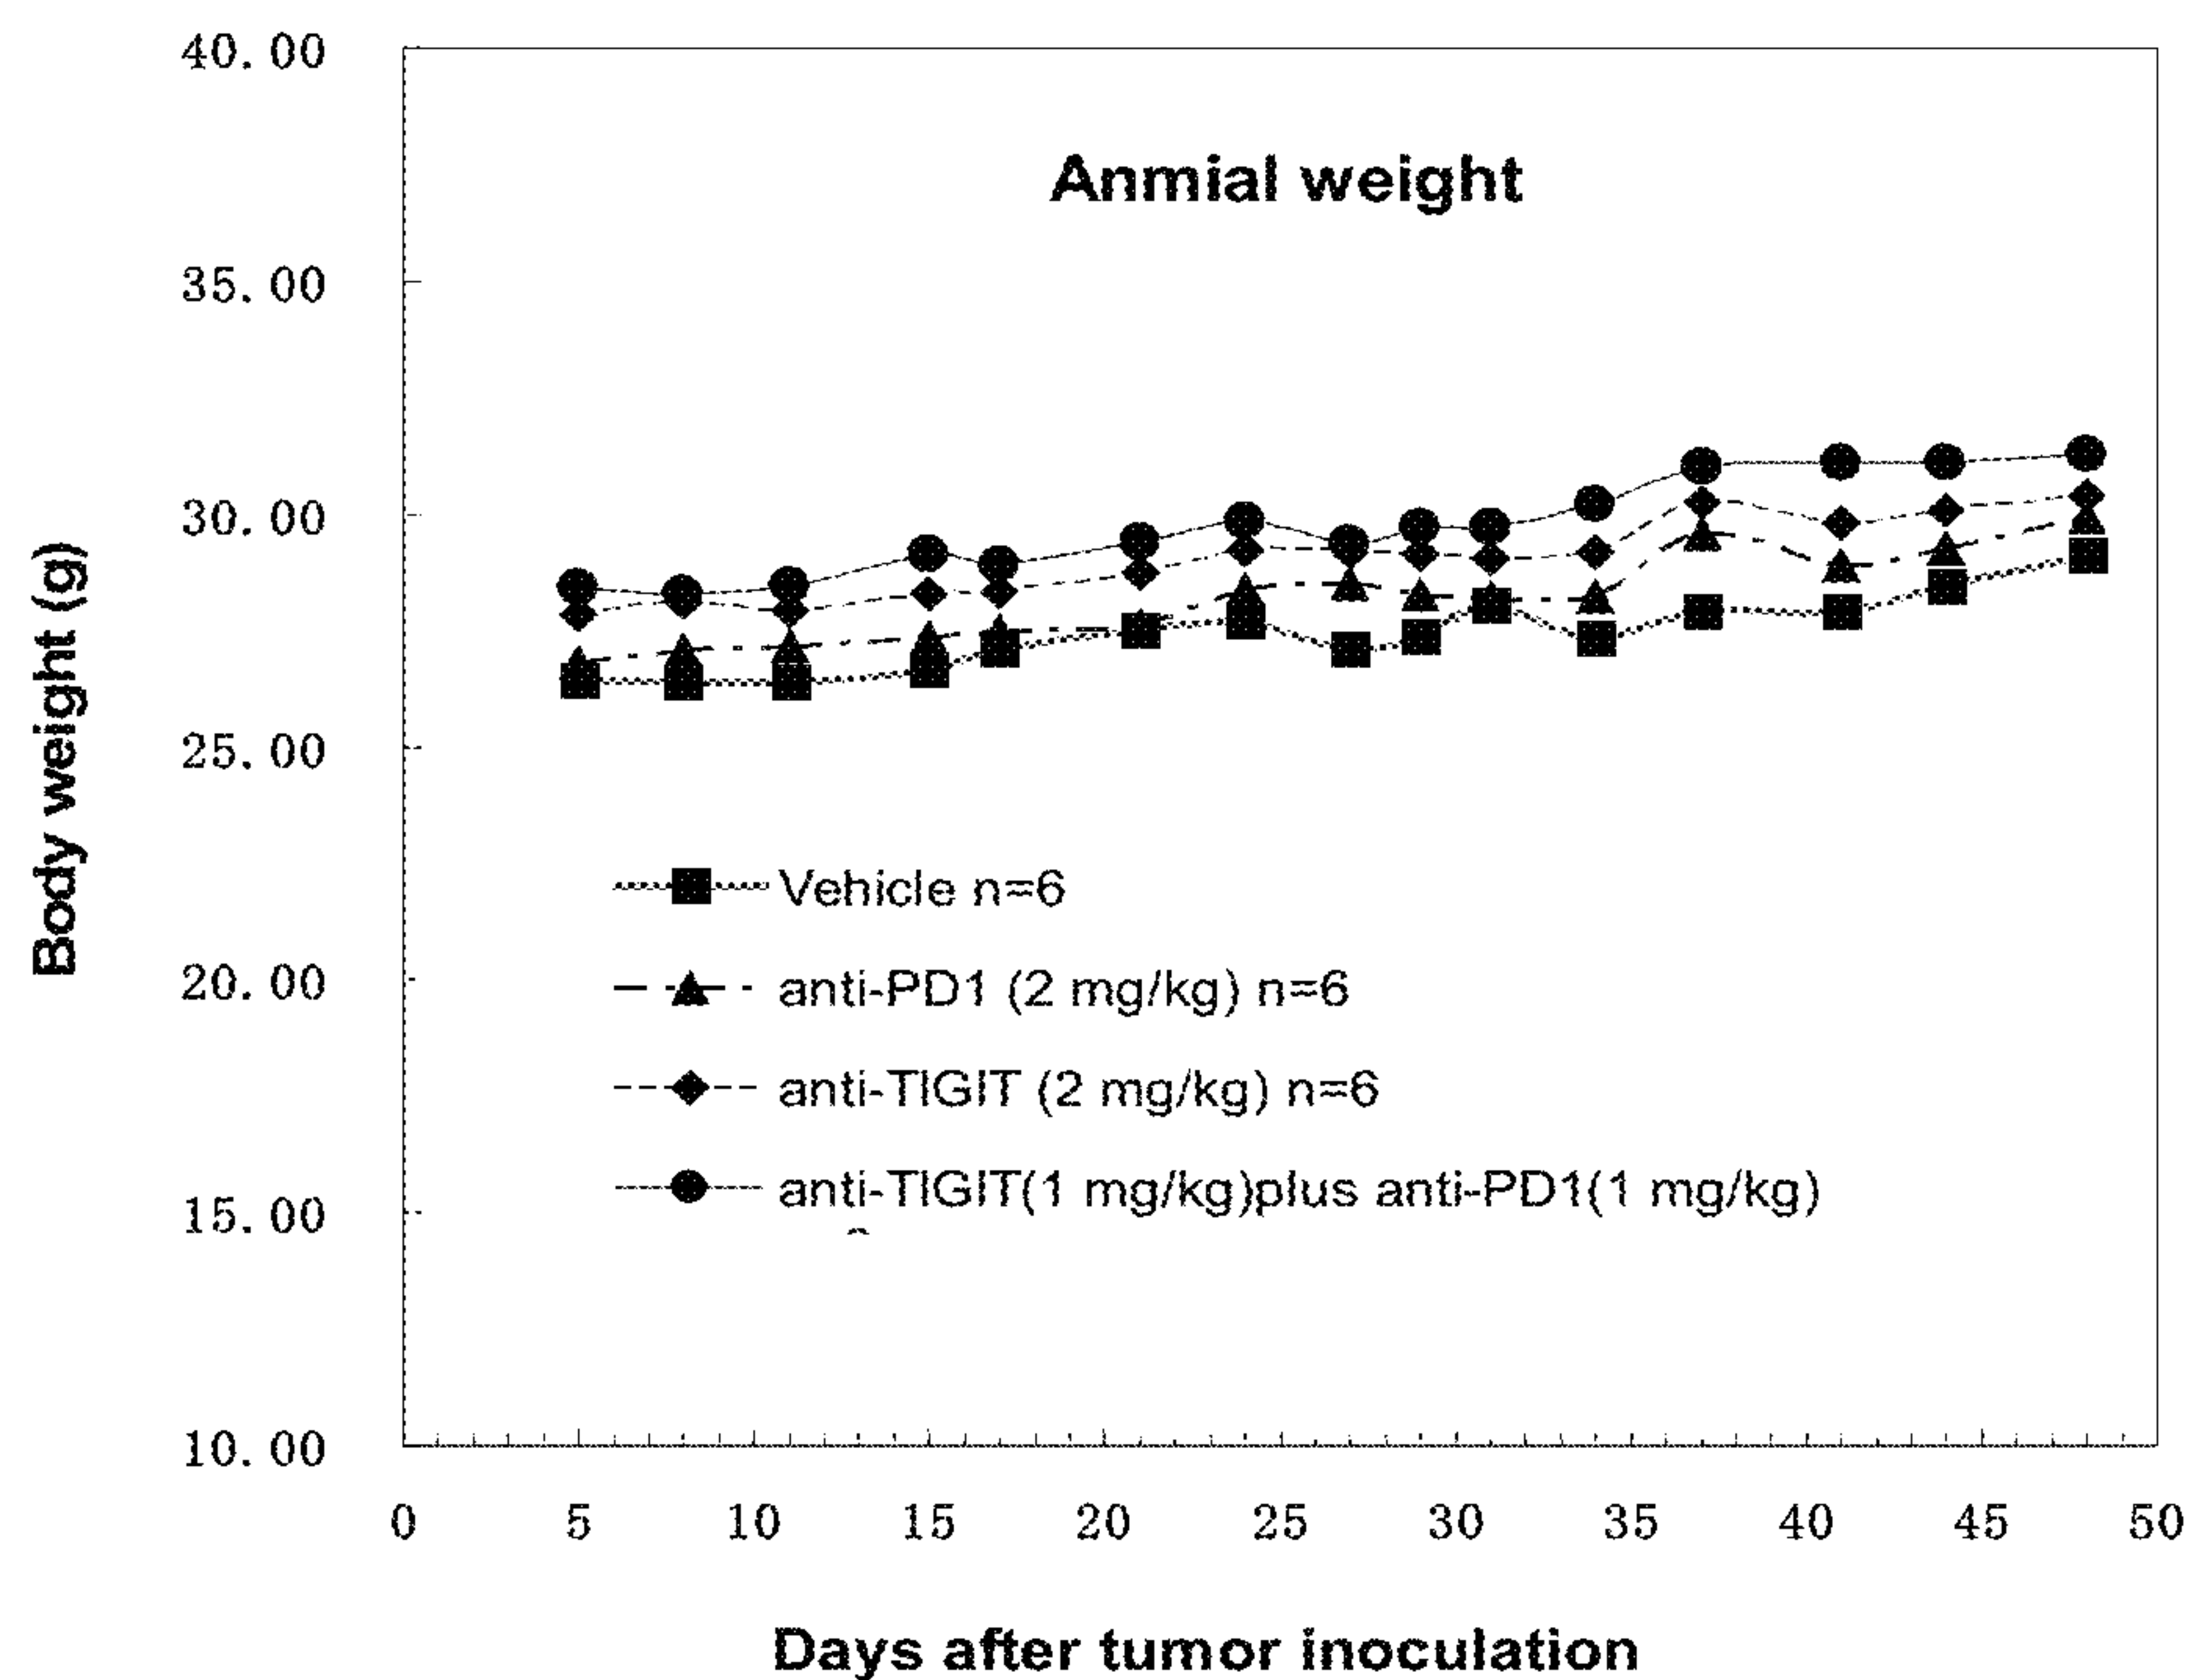 40.00
Anmial weight
35.00
30.00
25.00
20.00
15.00
10.00
Body weight (g)
Vehicle n=6
anti-PD1 (2 mg/kg) n=6
anti-TIGIT (2 mg/kg) n=6
anti-TIGIT(1 mg/kg)plus anti-PD1(1 mg/kg)
0 5 10 15 20 25 30 35 40 45 50
Days after tumor inoculation